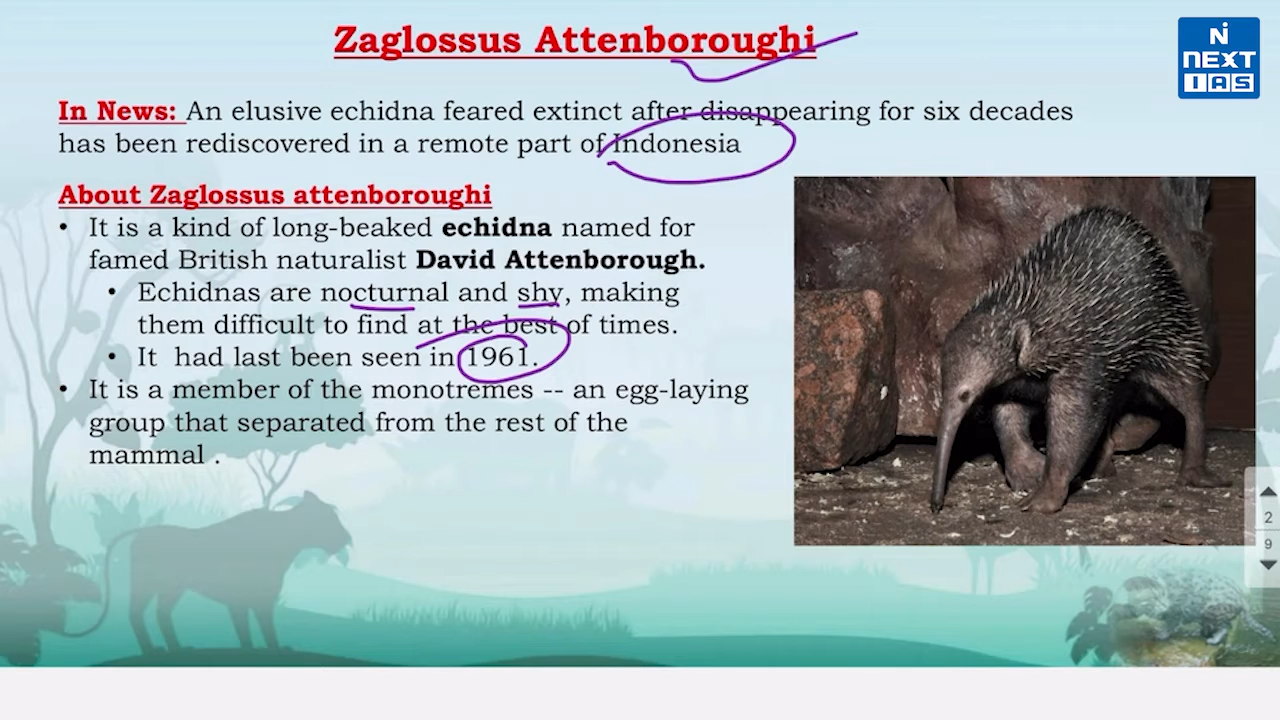 Zaglossus Attenboroughi
NEXT
IAS
In News: An elusive echidna feared extinct after disappearing for six decades
has been rediscovered in a remote part of Indonesia
About Zaglossus attenboroughi
• It is a kind of long-beaked echidna named for
famed British naturalist David Attenborough.
• Echidnas are nocturnal and shy, making
them difficult to find at the best of times.
• It had last been seen in 1961.
• It is a member of the monotremes -- an egg-laying
group that separated from the rest of the
mammal .
2
9